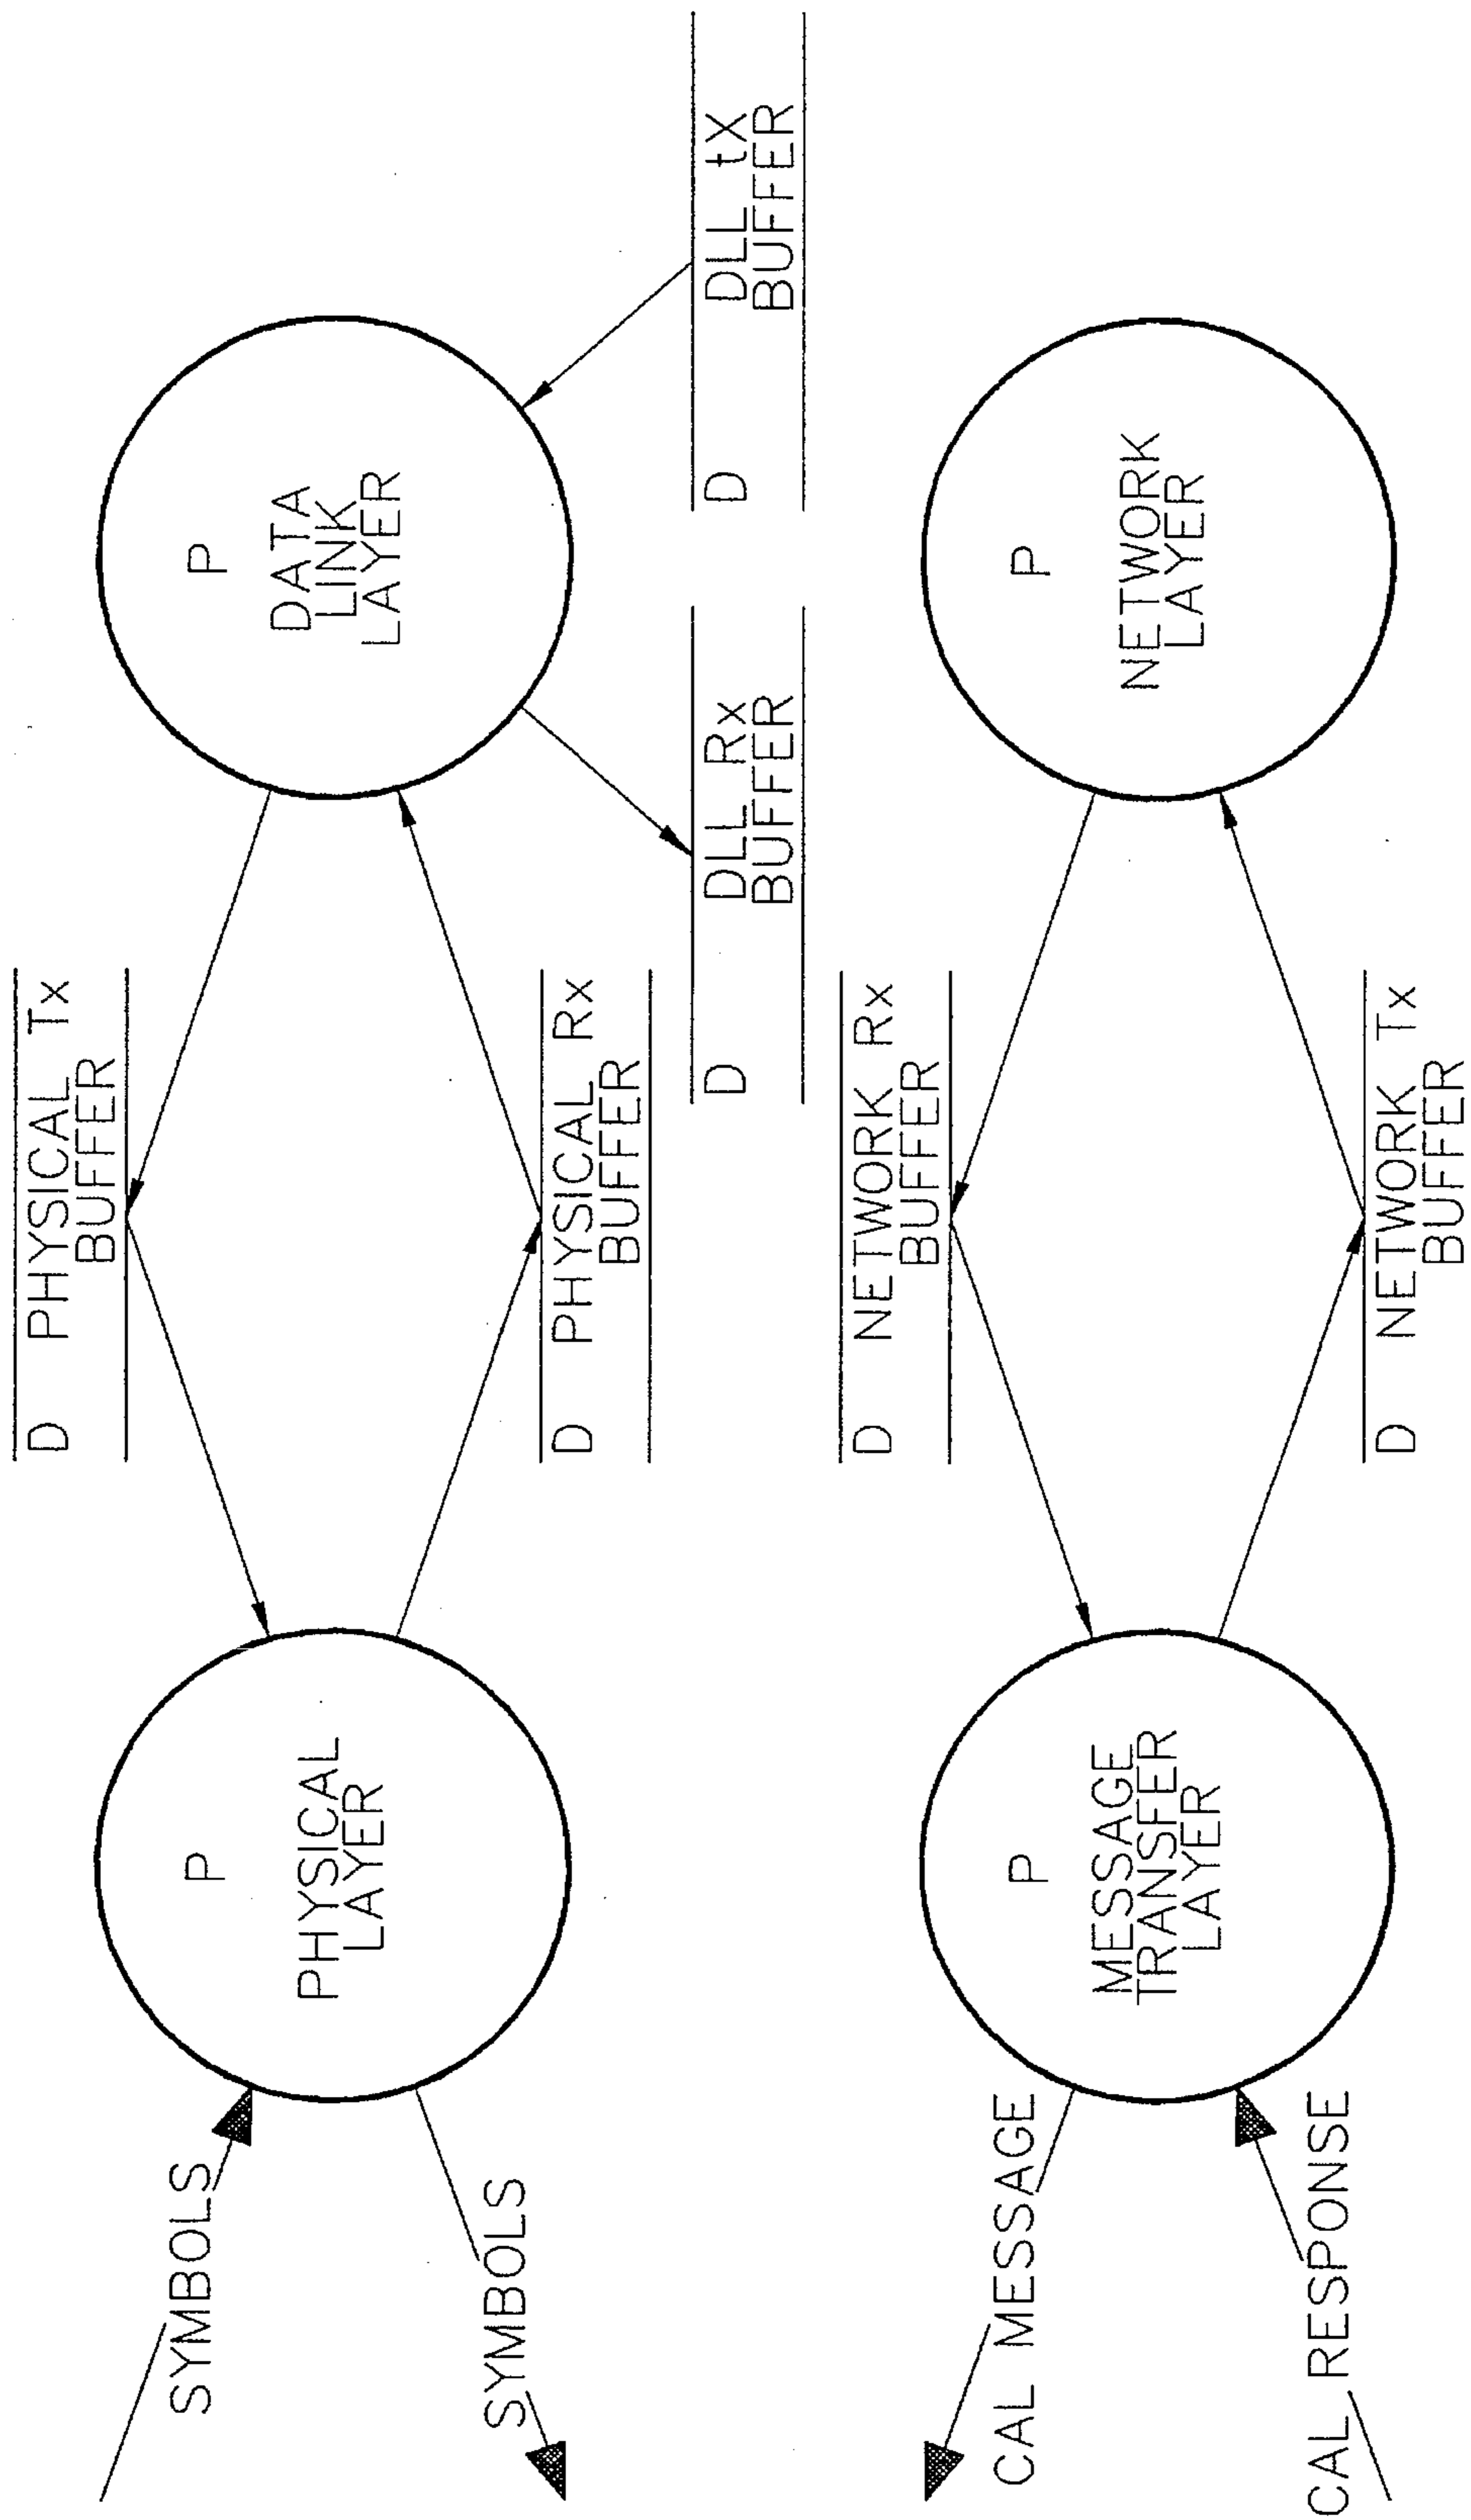 D PHYSICAL Tx
BUFFER
SYMBOLS
P
PHYSICAL
LAYER
P
DATA
LINK
LAYER
SYMBOLS
D PHYSICAL Rx
BUFFER
D DLL Rx
BUFFER
D DLL tX
BUFFER
D NETWORK Rx
BUFFER
CAL MESSAGE
P
MESSAGE
TRANSFER
LAYER
P
NETWORK
LAYER
CAL RESPONSE
D NETWORK Tx
BUFFER